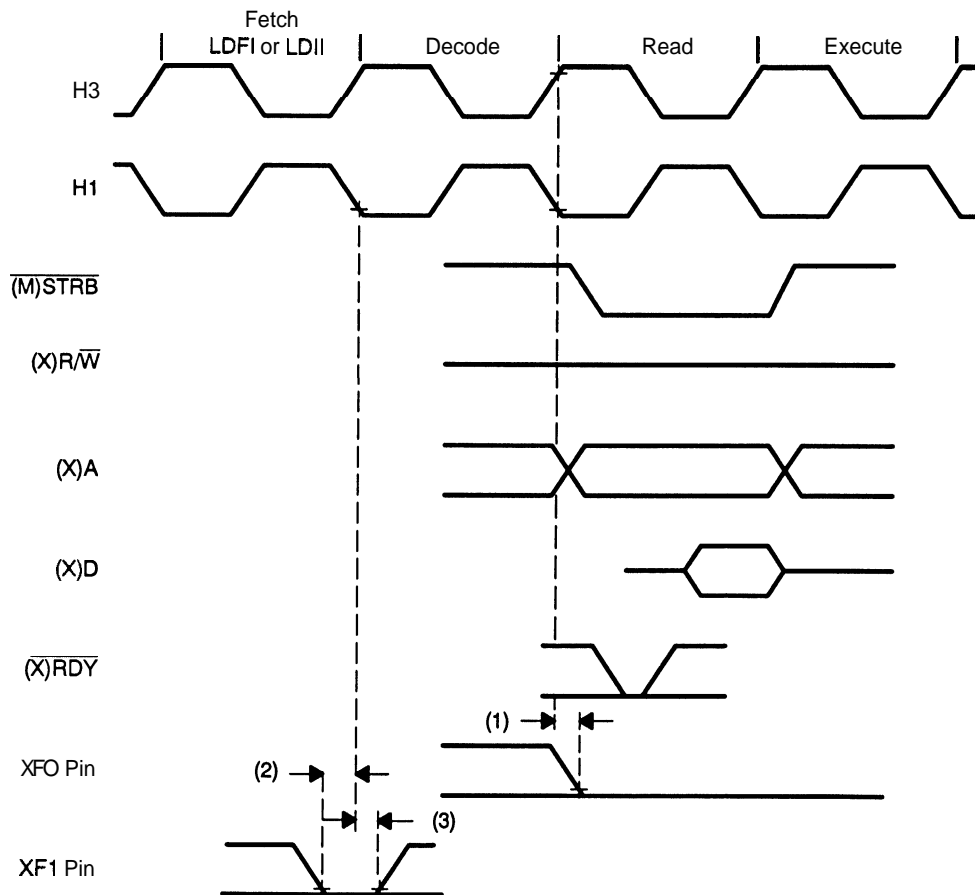 Fetch
LDFI or LDII
Decode
Read
Execute
H3
H1
(M)STRB
(X)R/W
(X)A
(X)D
(X)RDY
(1)
XFO Pin
(2)
(3)
XF1 Pin